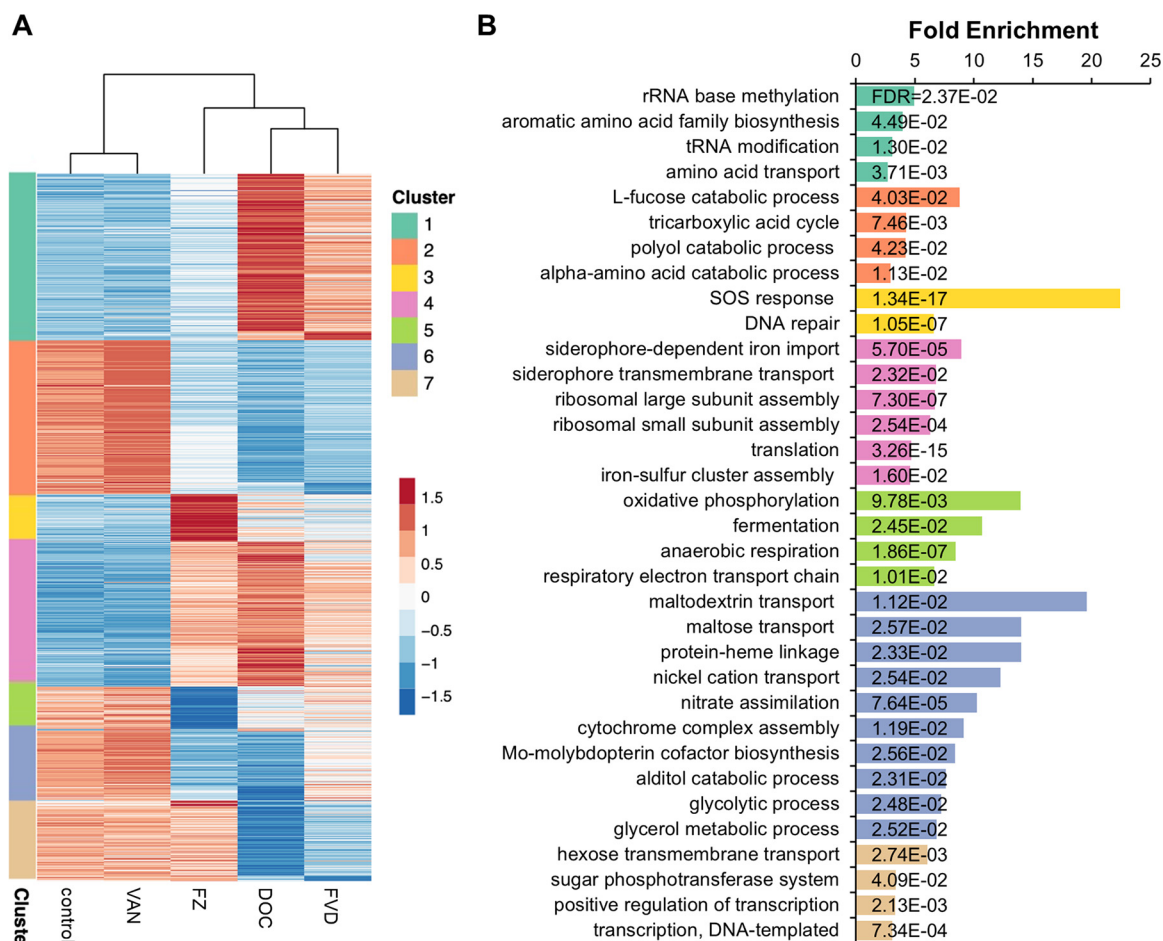 A
B
Fold Enrichment
0 5 10 15 20 25
Cluster
1
2
3
4
5
6
7
1.5
1
0.5
0
−0.5
−1
−1.5
control VAN FZ DOC FVD
rRNA base methylation FDR=2.37E-02
aromatic amino acid family biosynthesis 4.49E-02
tRNA modification 1.30E-02
amino acid transport 3.71E-03
L-fucose catabolic process 4.03E-02
tricarboxylic acid cycle 7.46E-03
polyol catabolic process 4.23E-02
alpha-amino acid catabolic process 1.13E-02
SOS response 1.34E-17
DNA repair 1.05E-07
siderophore-dependent iron import 5.70E-05
siderophore transmembrane transport 2.32E-02
ribosomal large subunit assembly 7.30E-07
ribosomal small subunit assembly 2.54E-04
translation 3.26E-15
iron-sulfur cluster assembly 1.60E-02
oxidative phosphorylation 9.78E-03
fermentation 2.45E-02
anaerobic respiration 1.86E-07
respiratory electron transport chain 1.01E-02
maltodextrin transport 1.12E-02
maltose transport 2.57E-02
protein-heme linkage 2.33E-02
nickel cation transport 2.54E-02
nitrate assimilation 7.64E-05
cytochrome complex assembly 1.19E-02
Mo-molybdopterin cofactor biosynthesis 2.56E-02
alditol catabolic process 2.31E-02
glycolytic process 2.48E-02
glycerol metabolic process 2.52E-02
hexose transmembrane transport 2.74E-03
sugar phosphotransferase system 4.09E-02
positive regulation of transcription 2.13E-03
transcription, DNA-templated 7.34E-04